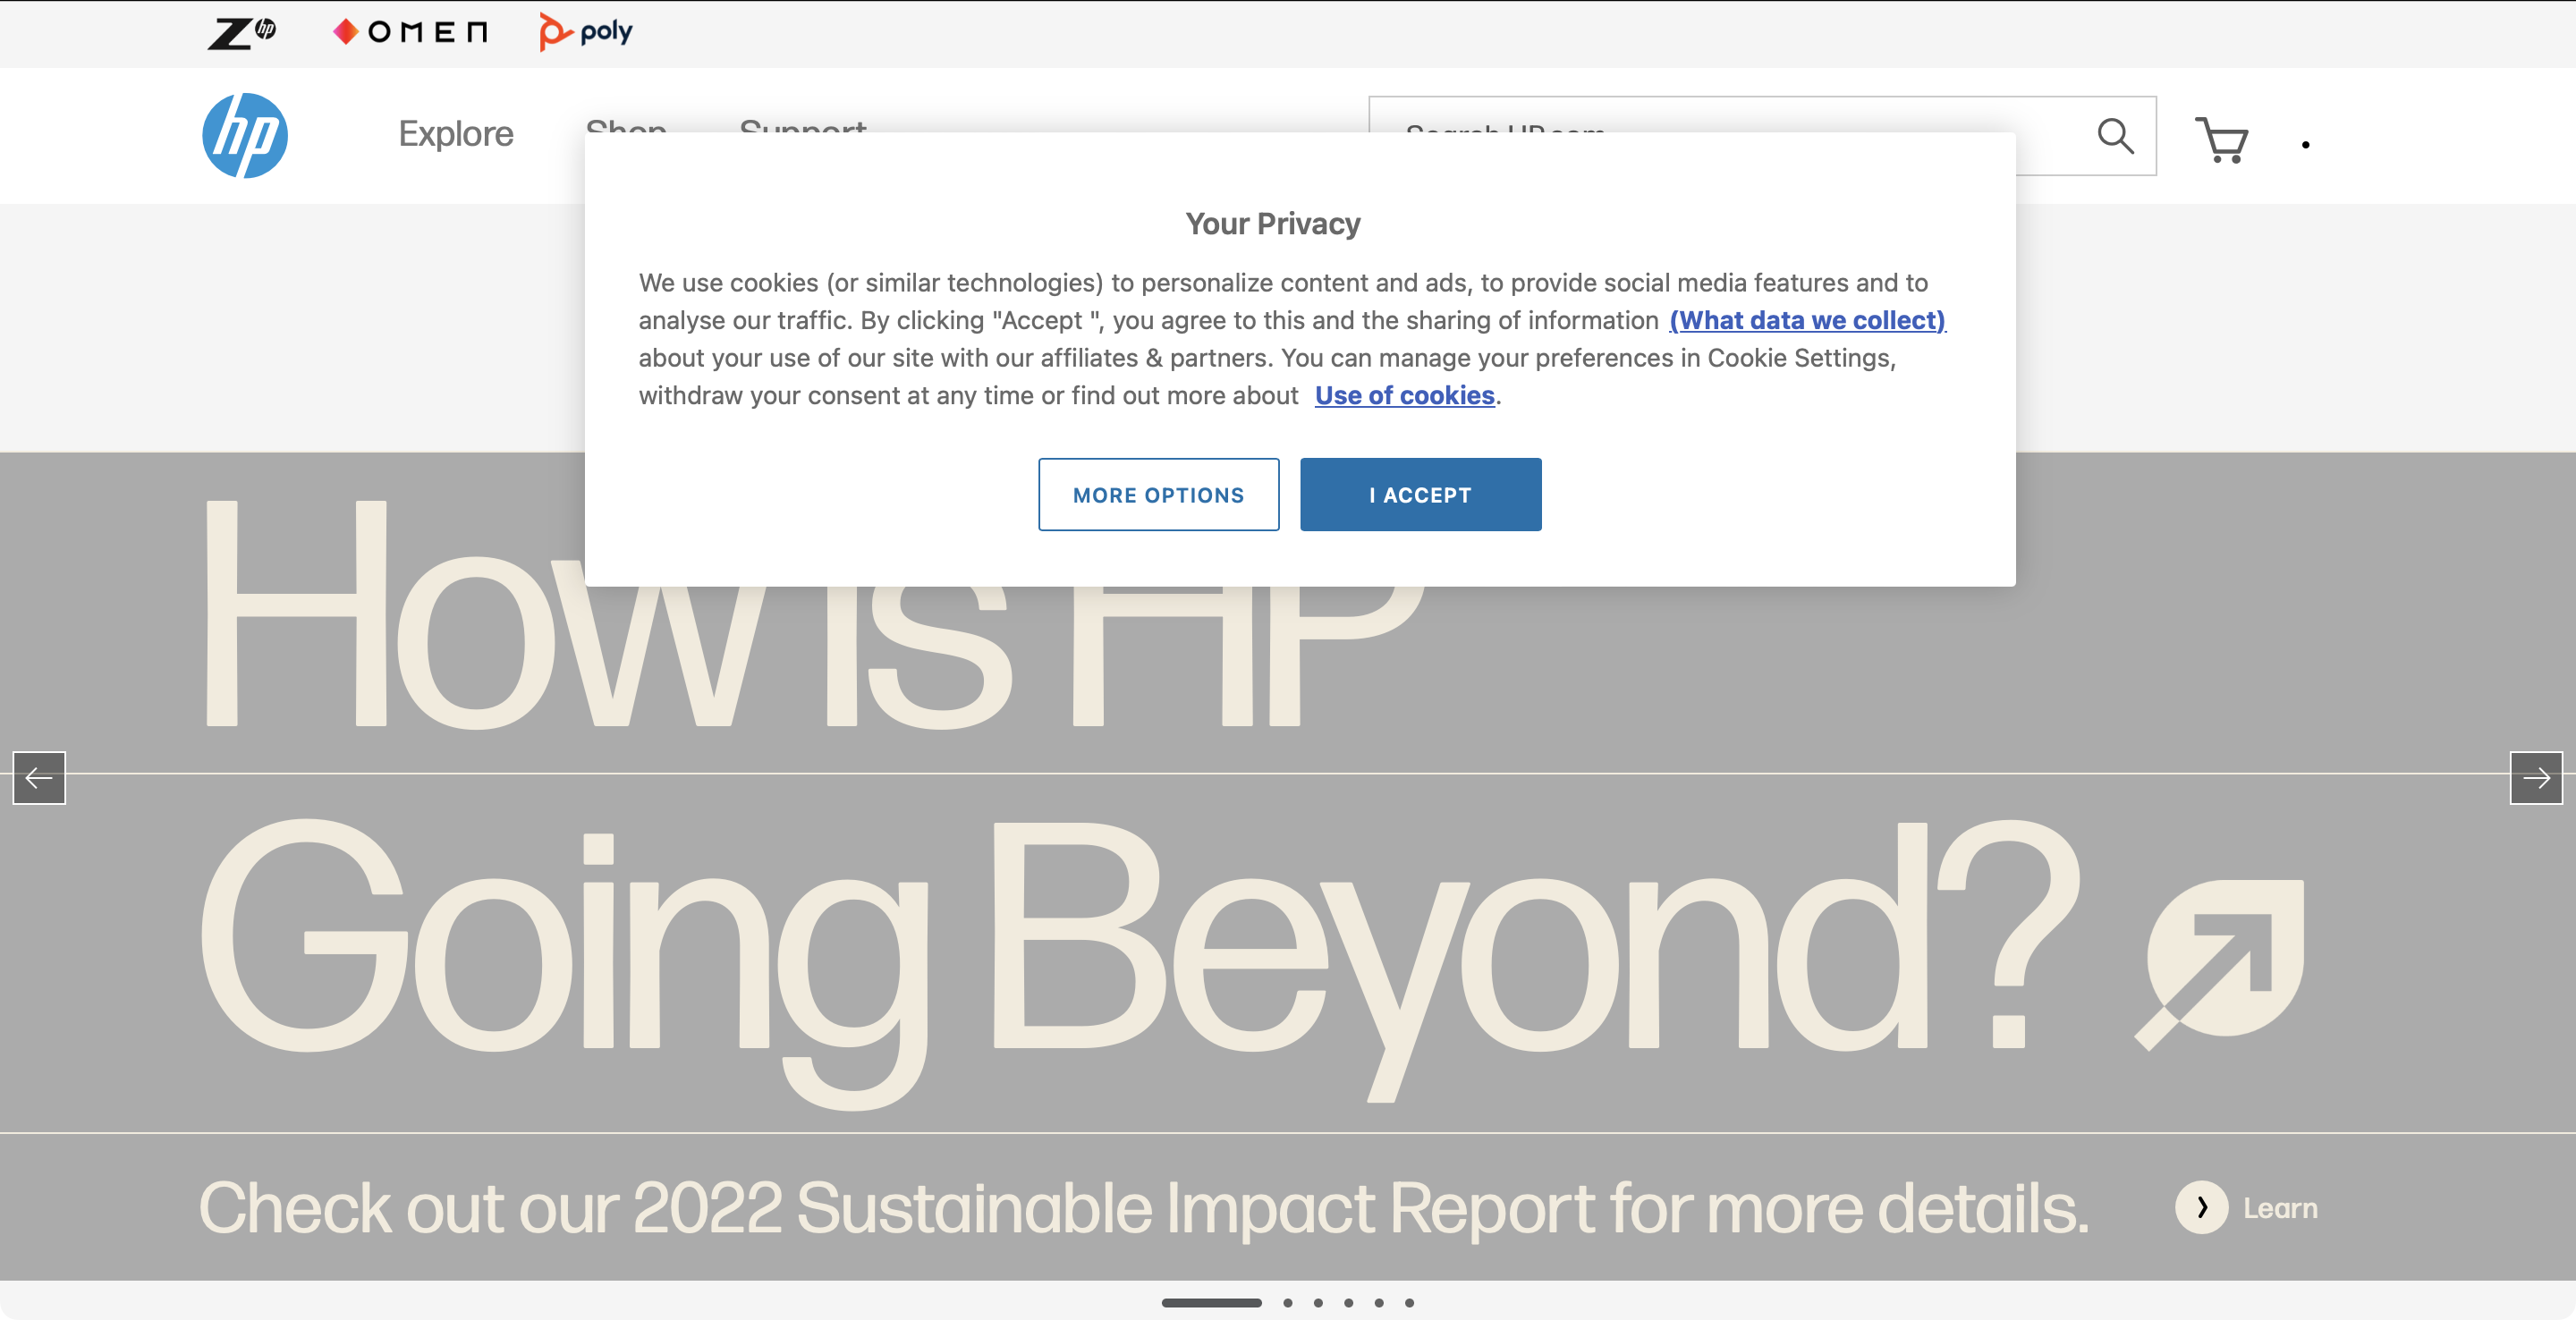 Z hp OMEN poly
hp Explore Shop Support Search HP.com
Your Privacy
We use cookies (or similar technologies) to personalize content and ads, to provide social media features and to
analyse our traffic. By clicking "Accept ", you agree to this and the sharing of information (What data we collect)
about your use of our site with our affiliates & partners. You can manage your preferences in Cookie Settings,
withdraw your consent at any time or find out more about Use of cookies.
MORE OPTIONS I ACCEPT
How is HP
Going Beyond?
Check out our 2022 Sustainable Impact Report for more details. Learn